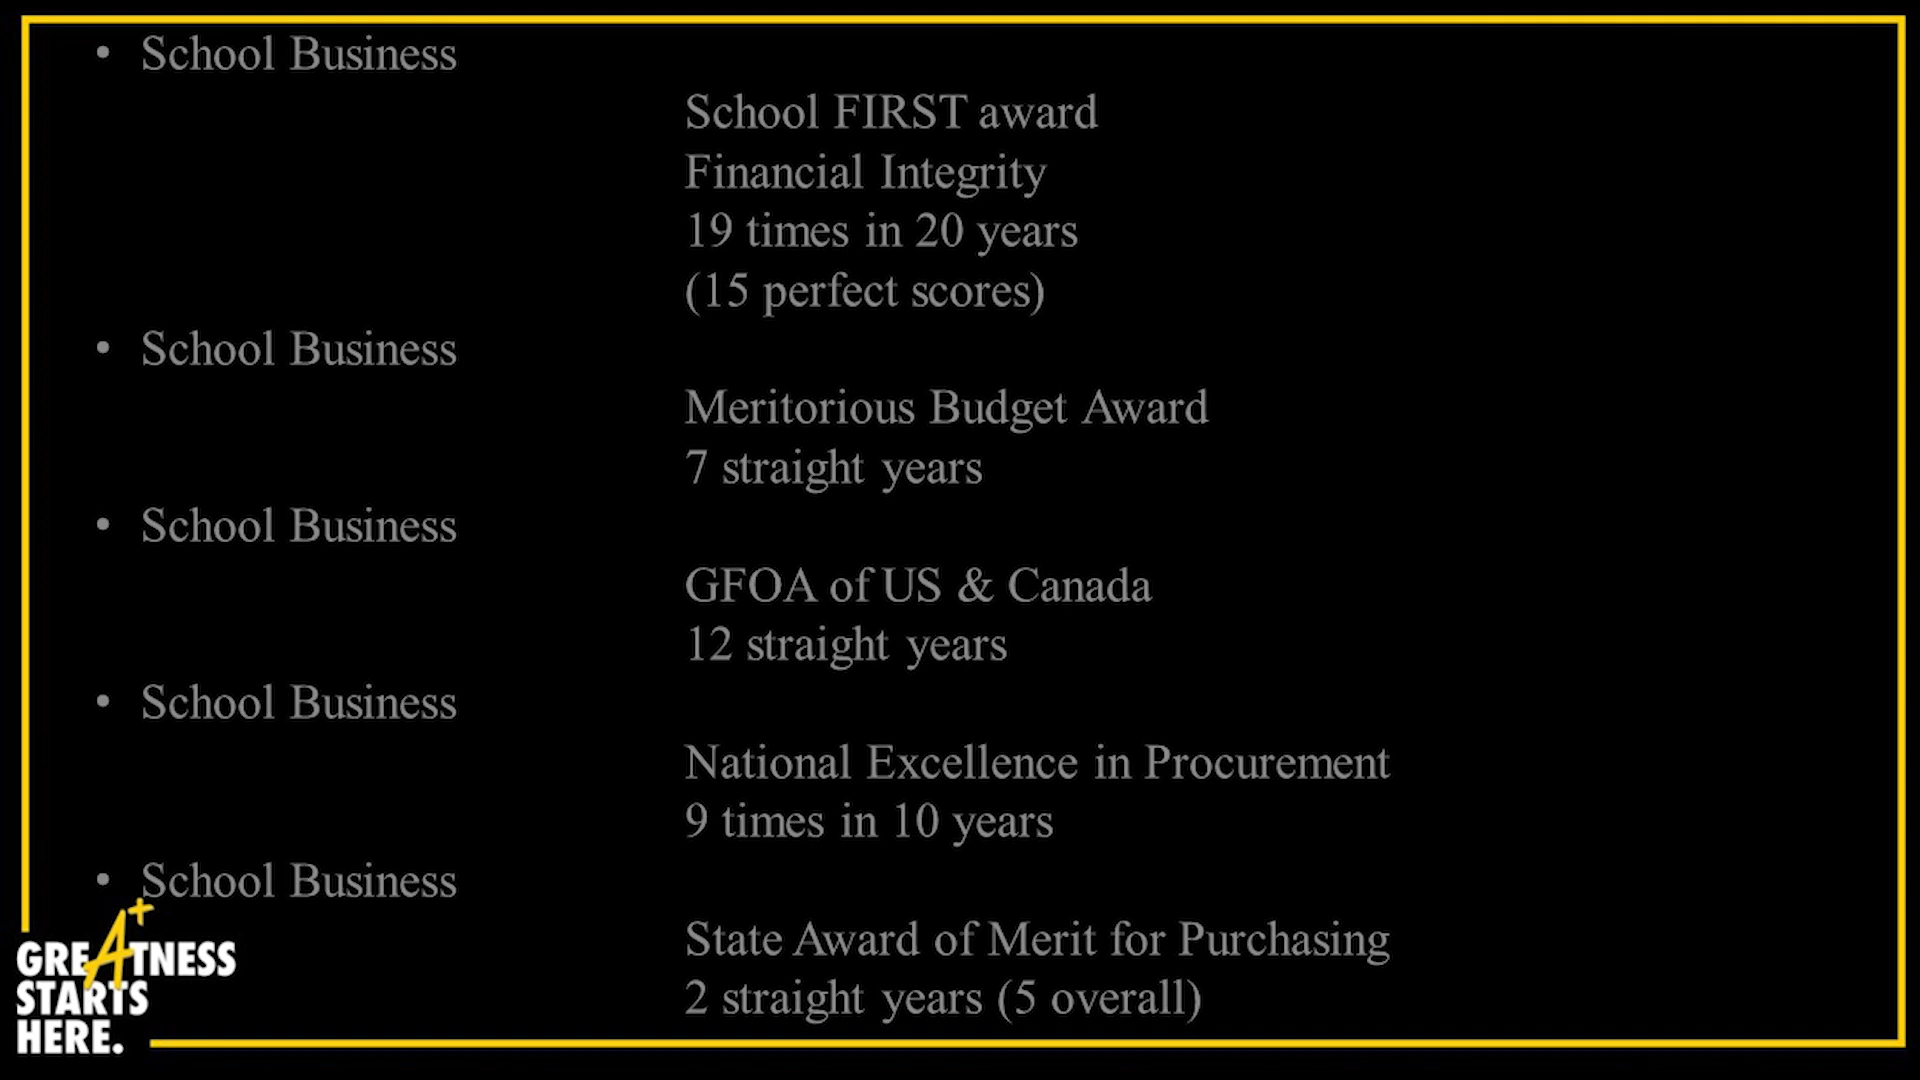 • School Business
School FIRST award
Financial Integrity
19 times in 20 years
(15 perfect scores)
• School Business
Meritorious Budget Award
7 straight years
• School Business
GFOA of US & Canada
12 straight years
• School Business
National Excellence in Procurement
9 times in 10 years
• School Business
State Award of Merit for Purchasing
2 straight years (5 overall)
GREA+TNESS
STARTS
HERE.